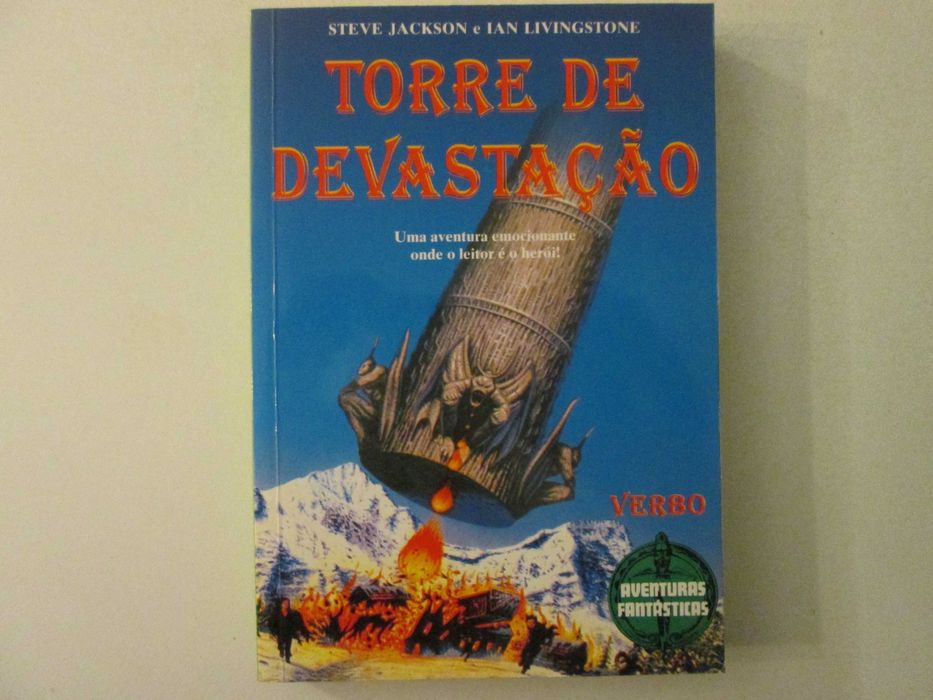 STEVE JACKSON e IAN LIVINGSTONE
TORRE DE
DEVASTAÇÃO
Uma aventura emocionante
onde o leitor é o herói!
VERBO
AVENTURAS
FANTÁSTICAS